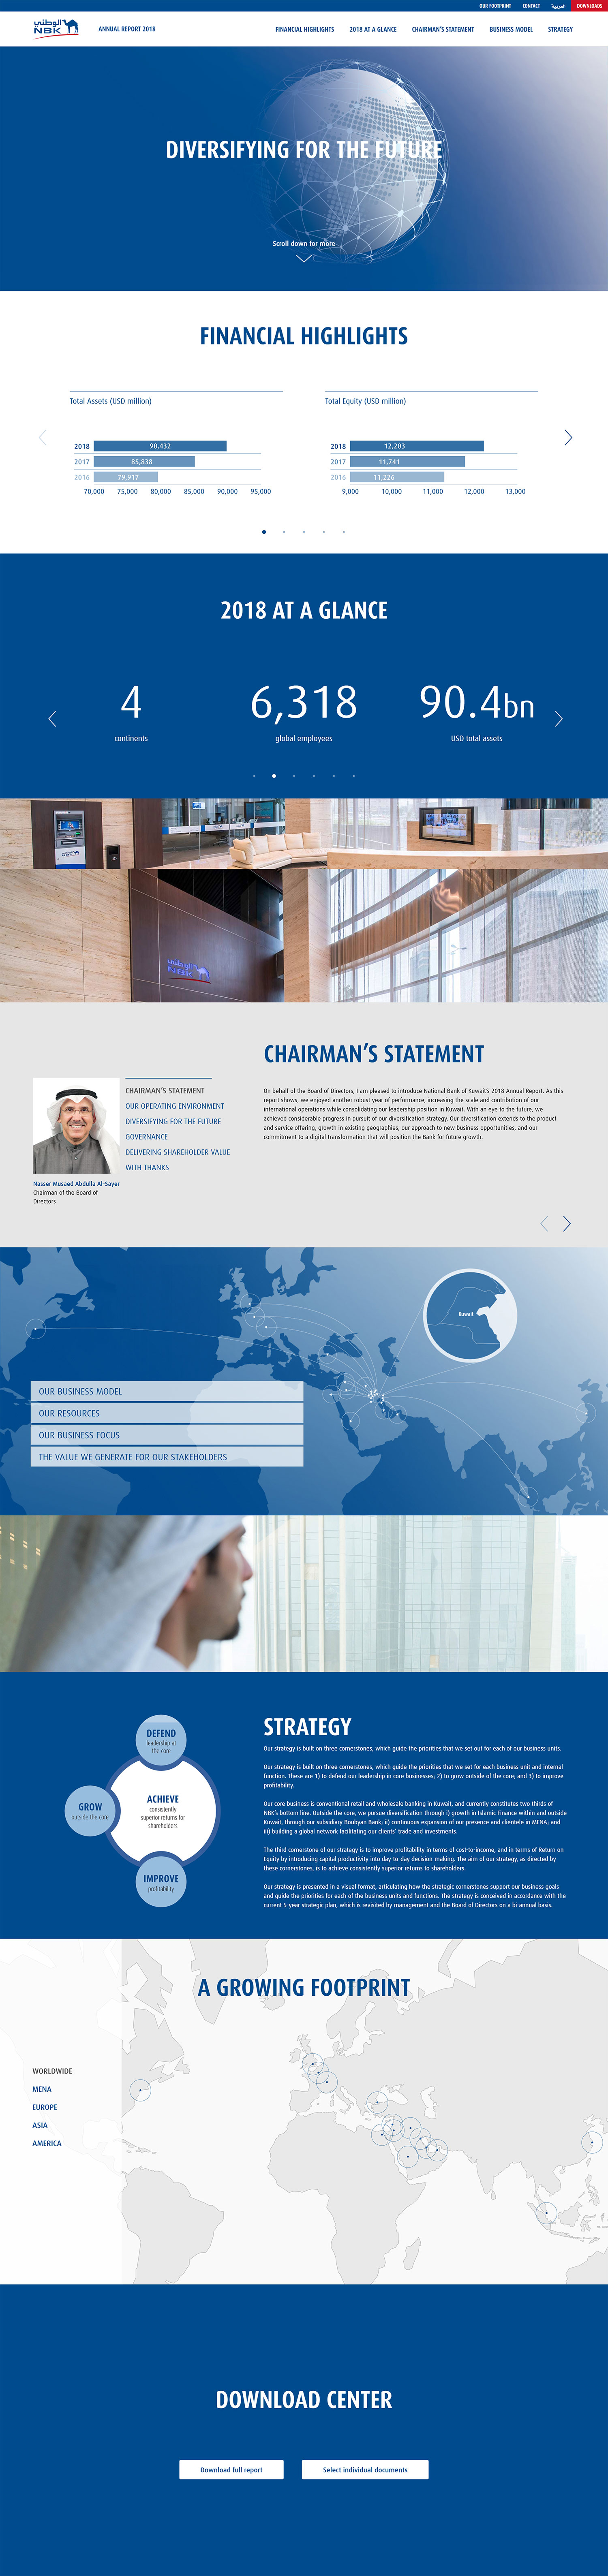 OUR FOOTPRINT CONTACT العربية DOWNLOADS
الوطني
NBK
ANNUAL REPORT 2018
FINANCIAL HIGHLIGHTS 2018 AT A GLANCE CHAIRMAN'S STATEMENT BUSINESS MODEL STRATEGY
DIVERSIFYING FOR THE FUTURE
Scroll down for more
FINANCIAL HIGHLIGHTS
Total Assets (USD million)
2018 90,432
2017 85,838
2016 79,917
70,000 75,000 80,000 85,000 90,000 95,000
Total Equity (USD million)
2018 12,203
2017 11,741
2016 11,226
9,000 10,000 11,000 12,000 13,000
2018 AT A GLANCE
4
continents
6,318
global employees
90.4bn
USD total assets
الوطني
NBK
CHAIRMAN'S STATEMENT
Nasser Musaed Abdulla Al-Sayer
Chairman of the Board of
Directors
CHAIRMAN'S STATEMENT
OUR OPERATING ENVIRONMENT
DIVERSIFYING FOR THE FUTURE
GOVERNANCE
DELIVERING SHAREHOLDER VALUE
WITH THANKS
On behalf of the Board of Directors, I am pleased to introduce National Bank of Kuwait's 2018 Annual Report. As this
report shows, we enjoyed another robust year of performance, increasing the scale and contribution of our
international operations while consolidating our leadership position in Kuwait. With an eye to the future, we
achieved considerable progress in pursuit of our diversification strategy. Our diversification extends to the product
and service offering, growth in existing geographies, our approach to new business opportunities, and our
commitment to a digital transformation that will position the Bank for future growth.
Kuwait
OUR BUSINESS MODEL
OUR RESOURCES
OUR BUSINESS FOCUS
THE VALUE WE GENERATE FOR OUR STAKEHOLDERS
DEFEND
leadership at
the core
GROW
outside the core
ACHIEVE
consistently
superior returns for
shareholders
IMPROVE
profitability
STRATEGY
Our strategy is built on three cornerstones, which guide the priorities that we set out for each of our business units.
Our strategy is built on three cornerstones, which guide the priorities that we set for each business unit and internal
function. These are 1) to defend our leadership in core businesses; 2) to grow outside of the core; and 3) to improve
profitability.
Our core business is conventional retail and wholesale banking in Kuwait, and currently constitutes two thirds of
NBK's bottom line. Outside the core, we pursue diversification through i) growth in Islamic Finance within and outside
Kuwait, through our subsidiary Boubyan Bank; ii) continuous expansion of our presence and clientele in MENA; and
iii) building a global network facilitating our clients' trade and investments.
The third cornerstone of our strategy is to improve profitability in terms of cost-to-income, and in terms of Return on
Equity by introducing capital productivity into day-to-day decision-making. The aim of our strategy, as directed by
these cornerstones, is to achieve consistently superior returns to shareholders.
Our strategy is presented in a visual format, articulating how the strategic cornerstones support our business goals
and guide the priorities for each of the business units and functions. The strategy is conceived in accordance with the
current 5-year strategic plan, which is revisited by management and the Board of Directors on a bi-annual basis.
A GROWING FOOTPRINT
WORLDWIDE
MENA
EUROPE
ASIA
AMERICA
DOWNLOAD CENTER
Download full report
Select individual documents